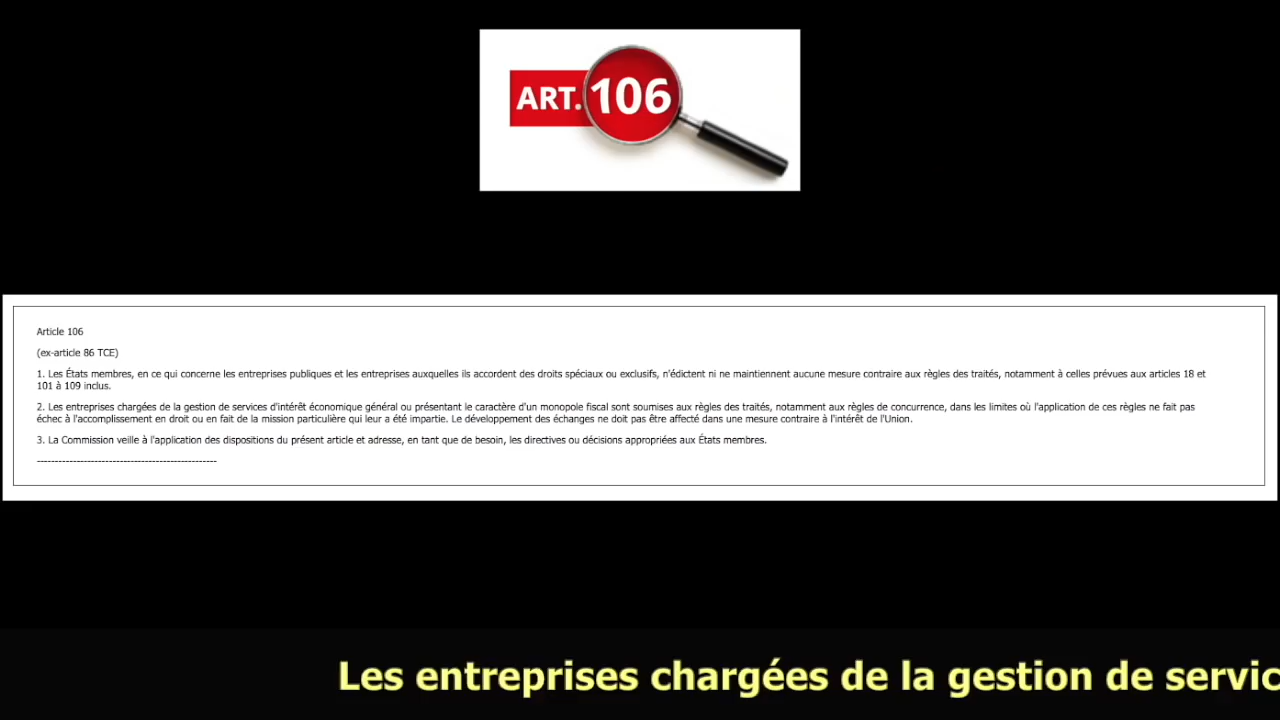 ART. 106
Article 106
(ex-article 86 TCE)
1. Les États membres, en ce qui concerne les entreprises publiques et les entreprises auxquelles ils accordent des droits spéciaux ou exclusifs, n'édictent ni ne maintiennent aucune mesure contraire aux règles des traités, notamment à celles prévues aux articles 18 et
101 à 109 inclus.
2. Les entreprises chargées de la gestion de services d'intérêt économique général ou présentant le caractère d'un monopole fiscal sont soumises aux règles des traités, notamment aux règles de concurrence, dans les limites où l'application de ces règles ne fait pas
échec à l'accomplissement en droit ou en fait de la mission particulière qui leur a été impartie. Le développement des échanges ne doit pas être affecté dans une mesure contraire à l'intérêt de l'Union.
3. La Commission veille à l'application des dispositions du présent article et adresse, en tant que de besoin, les directives ou décisions appropriées aux États membres.
--------------------------------------------------
Les entreprises chargées de la gestion de servic